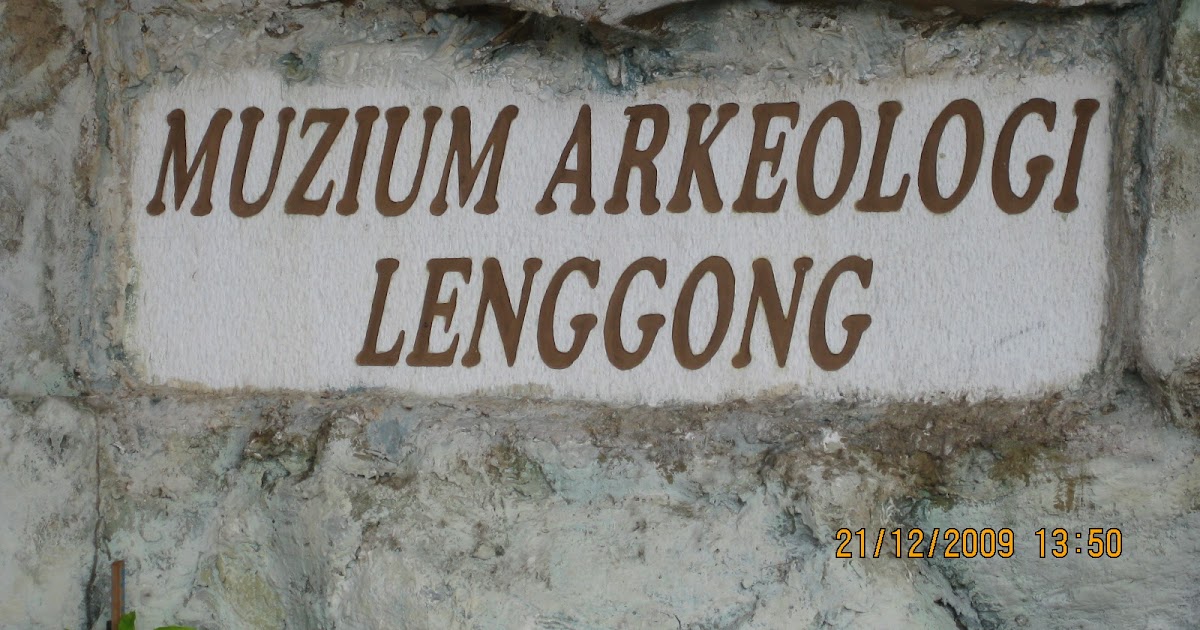 MUZIUM ARKEOLOGI
LENGGONG
21/12/2009 13:50